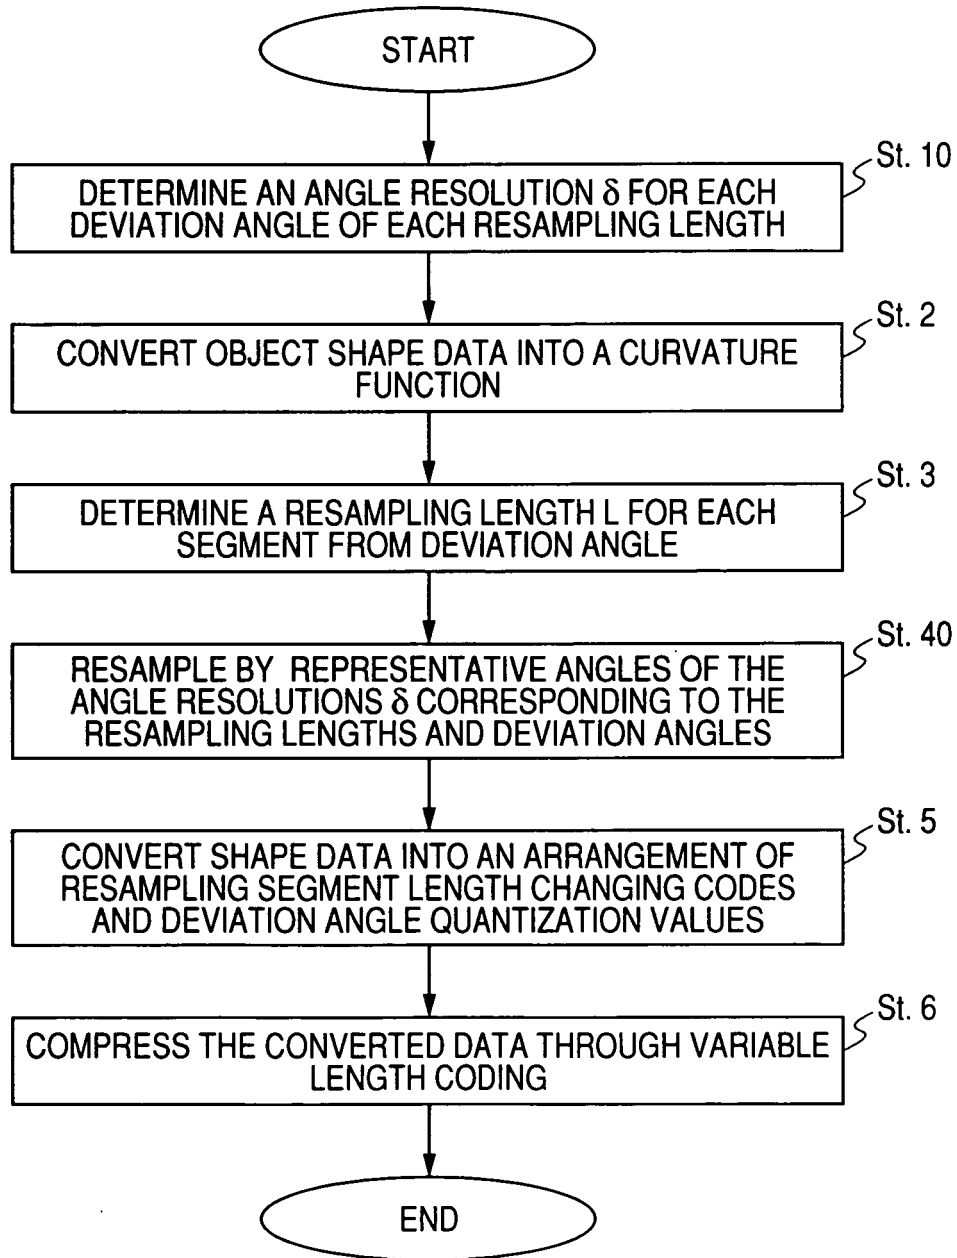 START
St. 10
DETERMINE AN ANGLE RESOLUTION δ FOR EACH
DEVIATION ANGLE OF EACH RESAMPLING LENGTH
St. 2
CONVERT OBJECT SHAPE DATA INTO A CURVATURE
FUNCTION
St. 3
DETERMINE A RESAMPLING LENGTH L FOR EACH
SEGMENT FROM DEVIATION ANGLE
St. 40
RESAMPLE BY REPRESENTATIVE ANGLES OF THE
ANGLE RESOLUTIONS δ CORRESPONDING TO THE
RESAMPLING LENGTHS AND DEVIATION ANGLES
St. 5
CONVERT SHAPE DATA INTO AN ARRANGEMENT OF
RESAMPLING SEGMENT LENGTH CHANGING CODES
AND DEVIATION ANGLE QUANTIZATION VALUES
St. 6
COMPRESS THE CONVERTED DATA THROUGH VARIABLE
LENGTH CODING
END